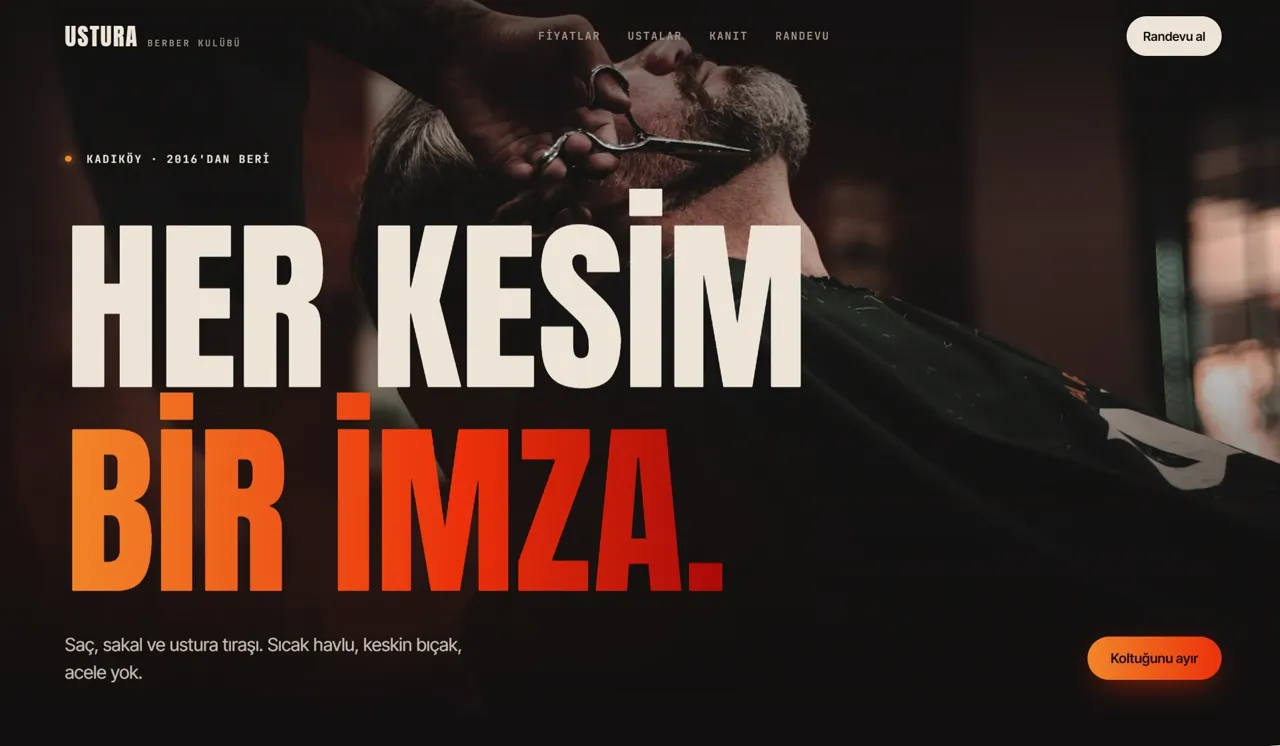 USTURA BERBER KULÜBÜ
FİYATLAR USTALAR KANIT RANDEVU
Randevu al
KADIKÖY · 2016'DAN BERİ
HER KESİM
BİR İMZA.
Saç, sakal ve ustura tıraşı. Sıcak havlu, keskin bıçak,
acele yok.
Koltuğunu ayır